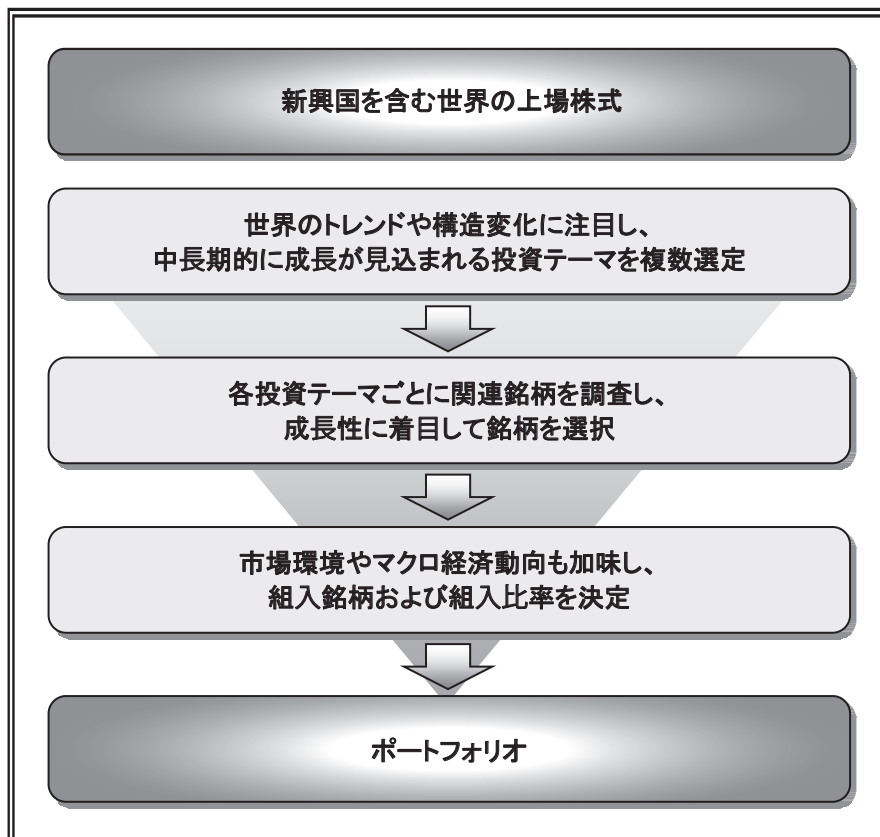 新興国を含む世界の上場株式
世界のトレンドや構造変化に注目し、
中長期的に成長が見込まれる投資テーマを複数選定
各投資テーマごとに関連銘柄を調査し、
成長性に着目して銘柄を選択
市場環境やマクロ経済動向も加味し、
組入銘柄および組入比率を決定
ポートフォリオ